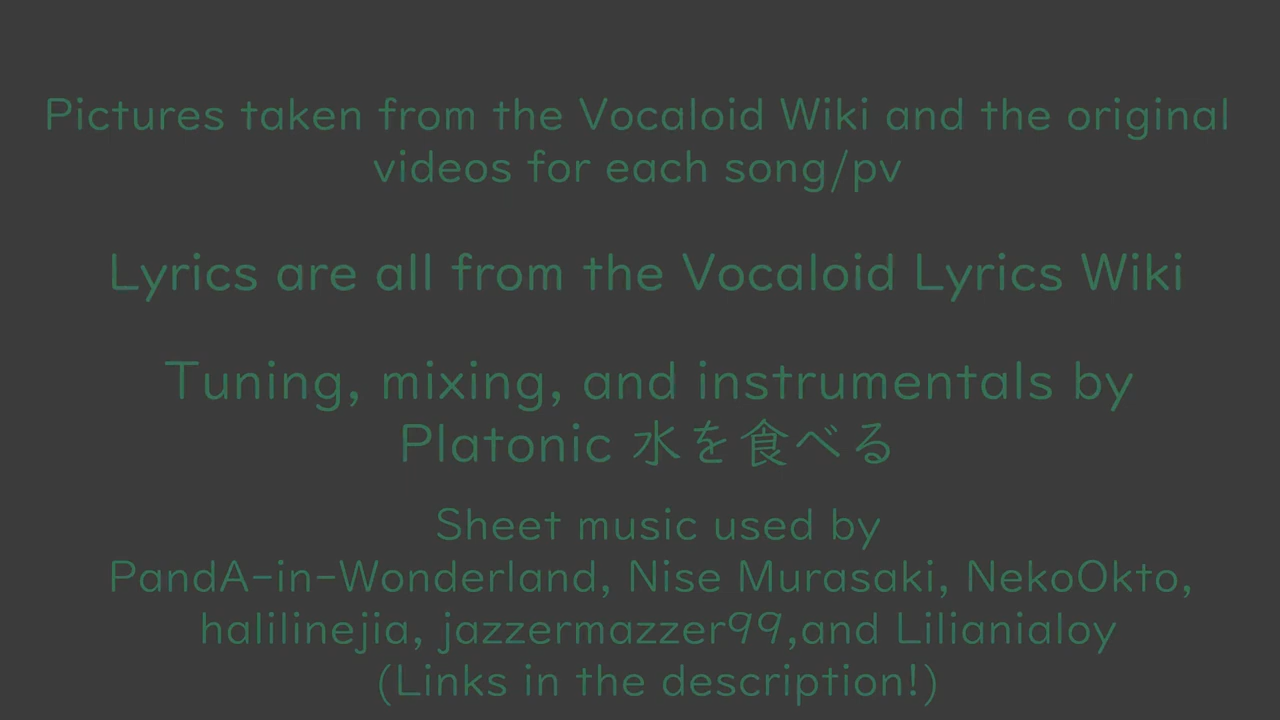 Pictures taken from the Vocaloid Wiki and the original
videos for each song/pv
Lyrics are all from the Vocaloid Lyrics Wiki
Tuning, mixing, and instrumentals by
Platonic 水を食べる
Sheet music used by
PandA-in-Wonderland, Nise Murasaki, NekoOkto,
halilinejia, jazzermazzer99,and Lilianialoy
(Links in the description!)